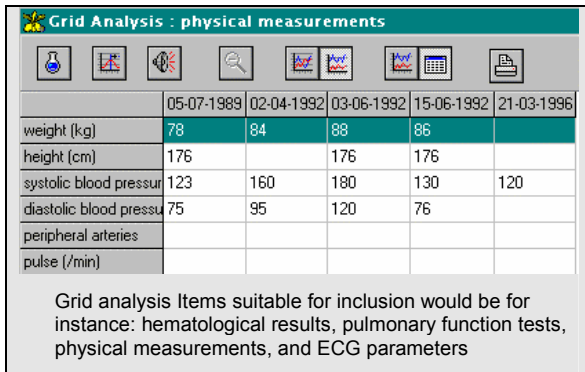 Grid Analysis : physical measurements
05-07-1989 02-04-1992 03-06-1992 15-06-1992 21-03-1996
weight (kg) 78 84 88 86
height (cm) 176 176 176
systolic blood pressur 123 160 180 130 120
diastolic blood pressu 75 95 120 76
peripheral arteries
pulse (/min)
Grid analysis Items suitable for inclusion would be for
instance: hematological results, pulmonary function tests,
physical measurements, and ECG parameters